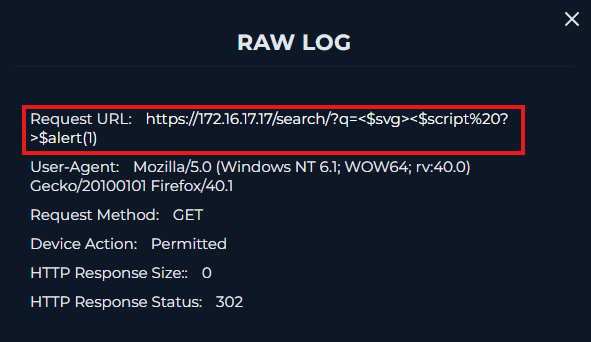 RAW LOG
Request URL: https://172.16.17.17/search/?q=<$svg><$script%20?
>$alert(1)
User-Agent: Mozilla/5.0 (Windows NT 6.1; WOW64; rv:40.0)
Gecko/20100101 Firefox/40.1
Request Method: GET
Device Action: Permitted
HTTP Response Size:: 0
HTTP Response Status: 302